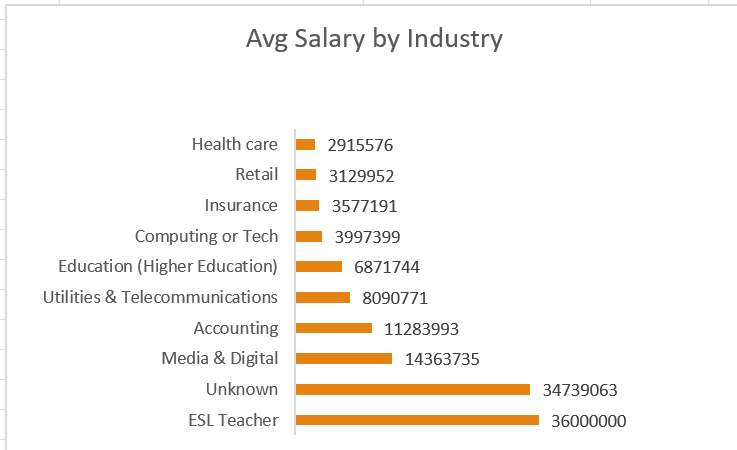 Avg Salary by Industry
Health care 2915576
Retail 3129952
Insurance 3577191
Computing or Tech 3997399
Education (Higher Education) 6871744
Utilities & Telecommunications 8090771
Accounting 11283993
Media & Digital 14363735
Unknown 34739063
ESL Teacher 36000000